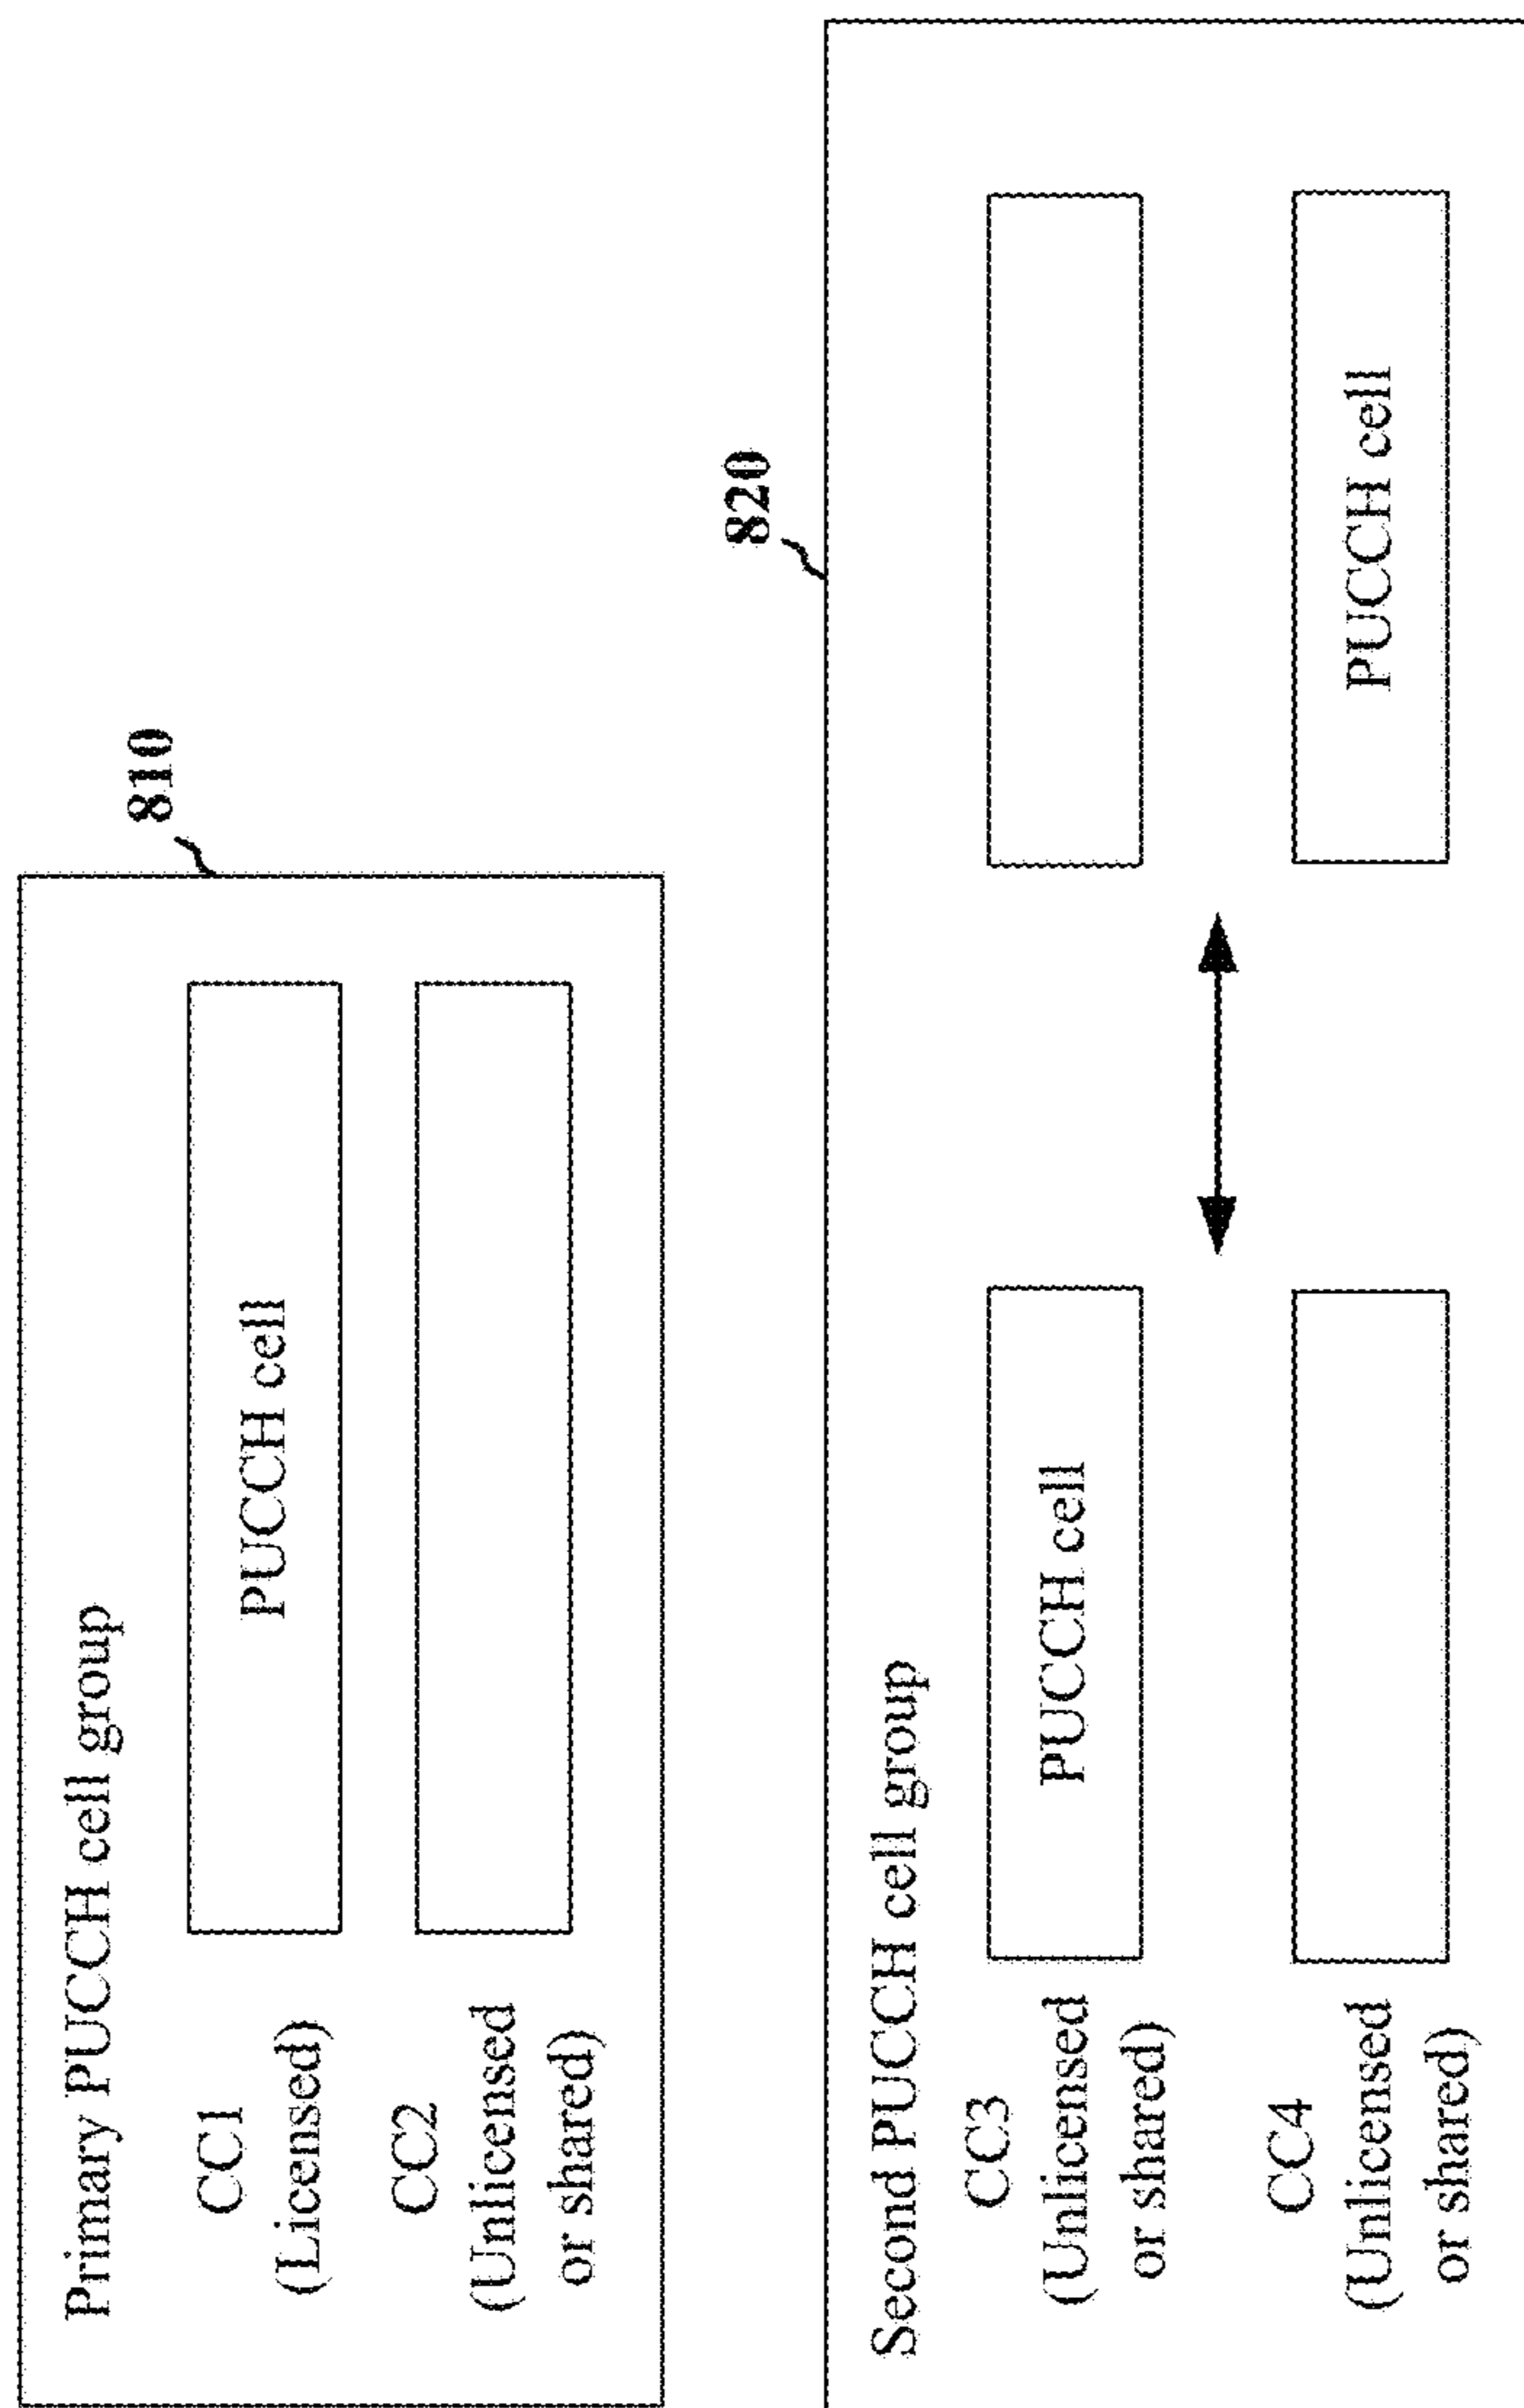 Primary PUCCH cell group
810
CC1
(Licensed)
PUCCH cell
CC2
(Unlicensed
or shared)
Second PUCCH cell group
820
CC3
(Unlicensed
or shared)
PUCCH cell
CC4
(Unlicensed
or shared)
PUCCH cell